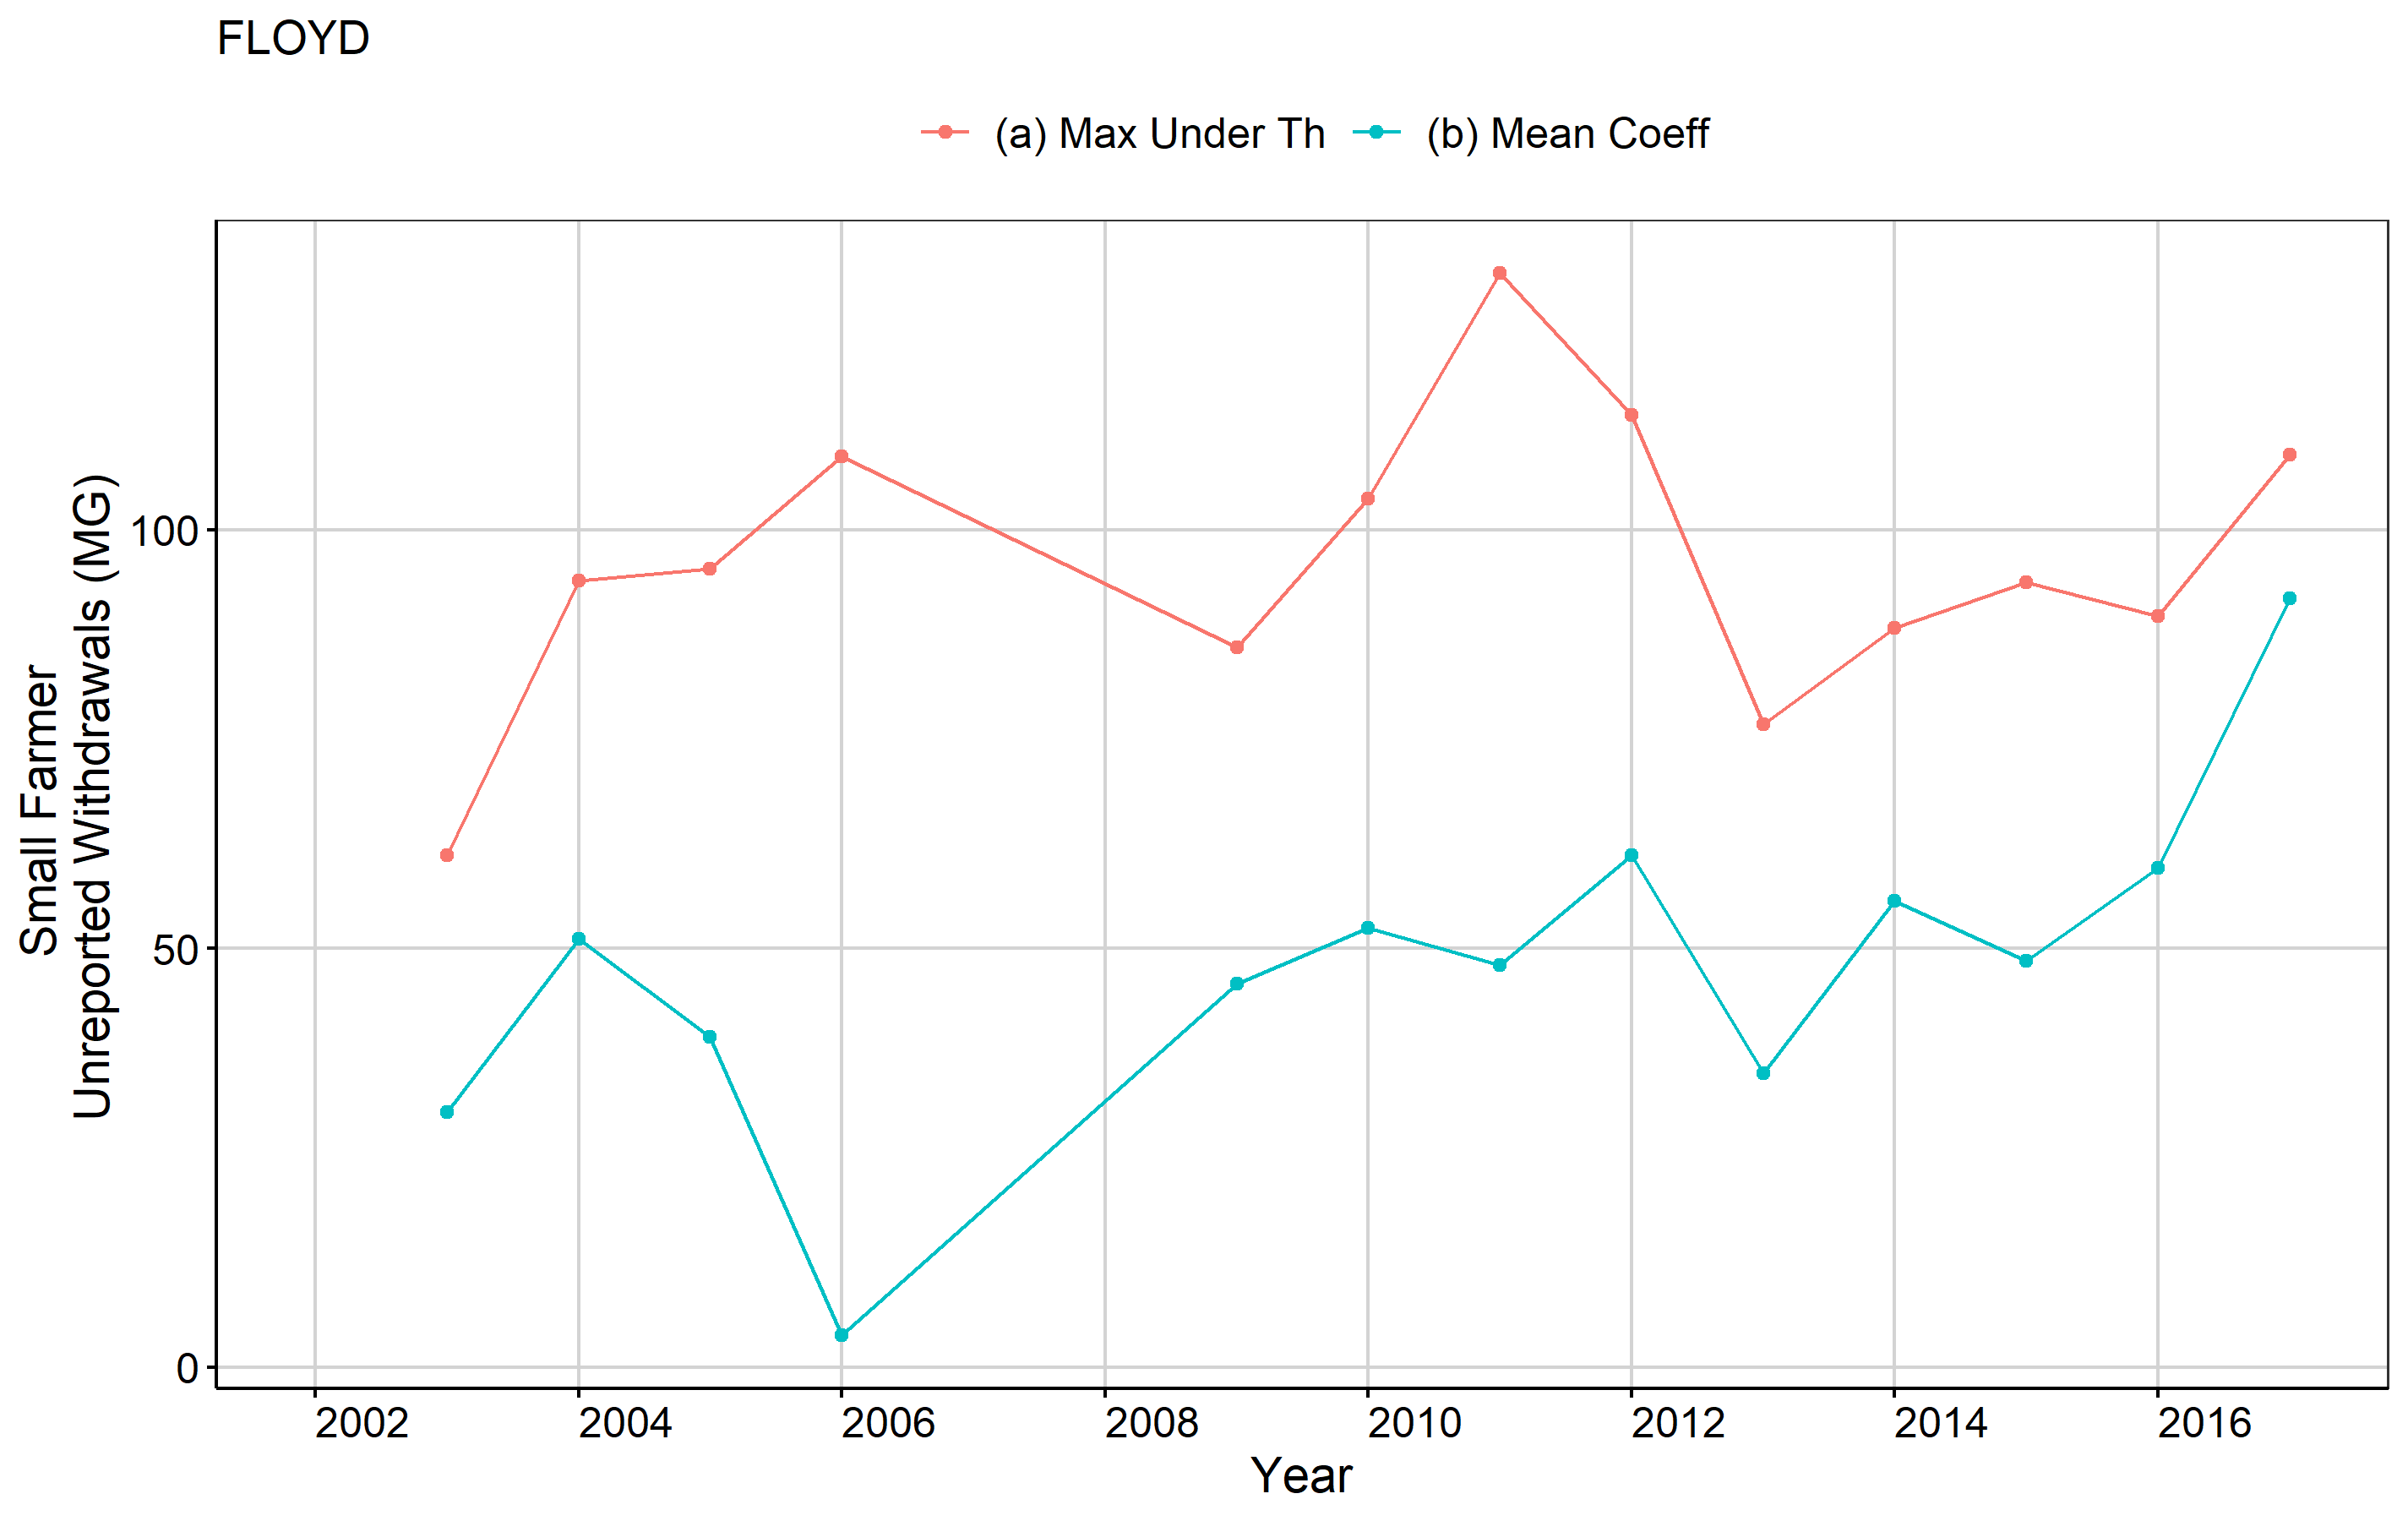 FLOYD
(a) Max Under Th
(b) Mean Coeff
Small Farmer
Unreported Withdrawals (MG)
100
50
0
2002
2004
2006
2008
2010
2012
2014
2016
Year